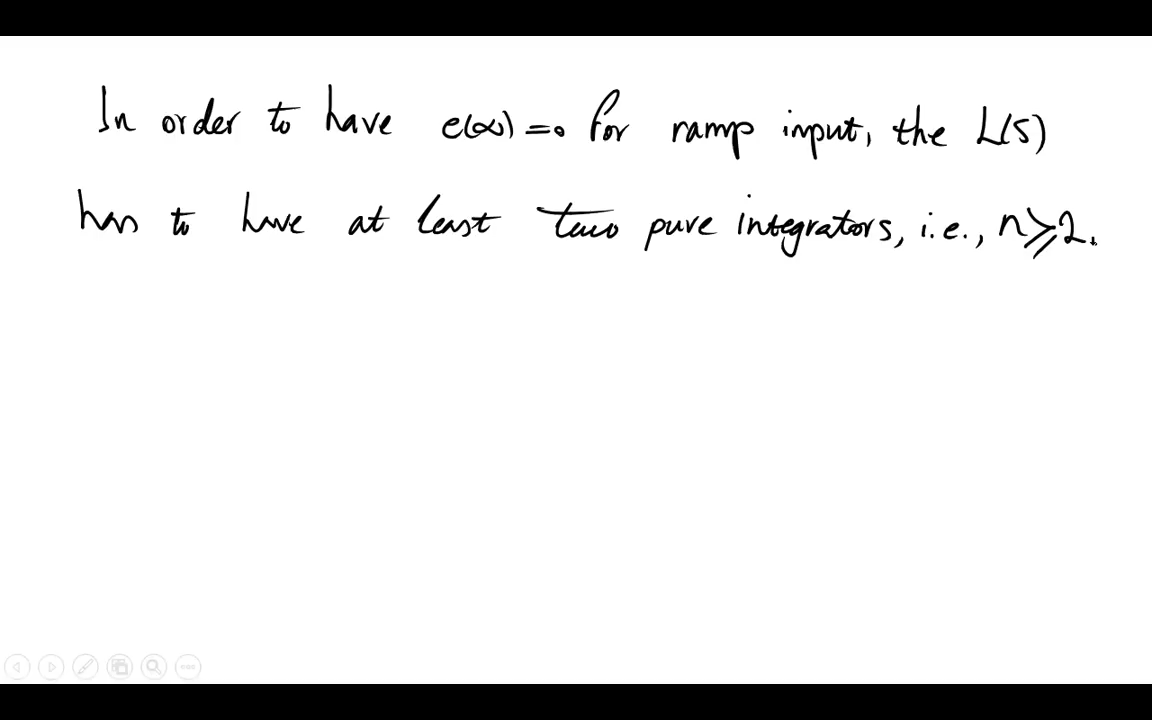 In order to have e(∞) = 0 for ramp input, the L(s)
has to have at least two pure integrators, i.e., n ≥ 2.